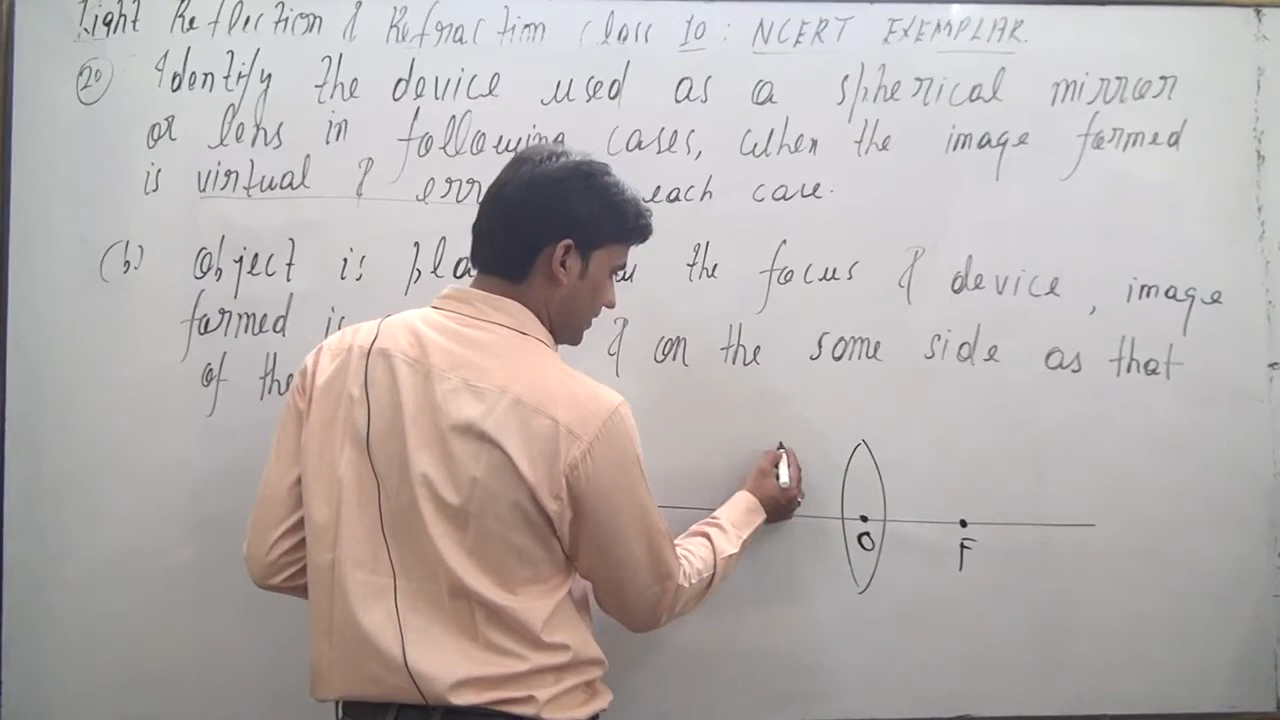 Light Reflection & Refraction Class 10 : NCERT EXEMPLAR.
20 Identify the device used as a spherical mirror
or lens in following cases, when the image formed
is virtual & each case.
(b) Object is the focus & device, image
formed is & on the same side as that
of the
O F